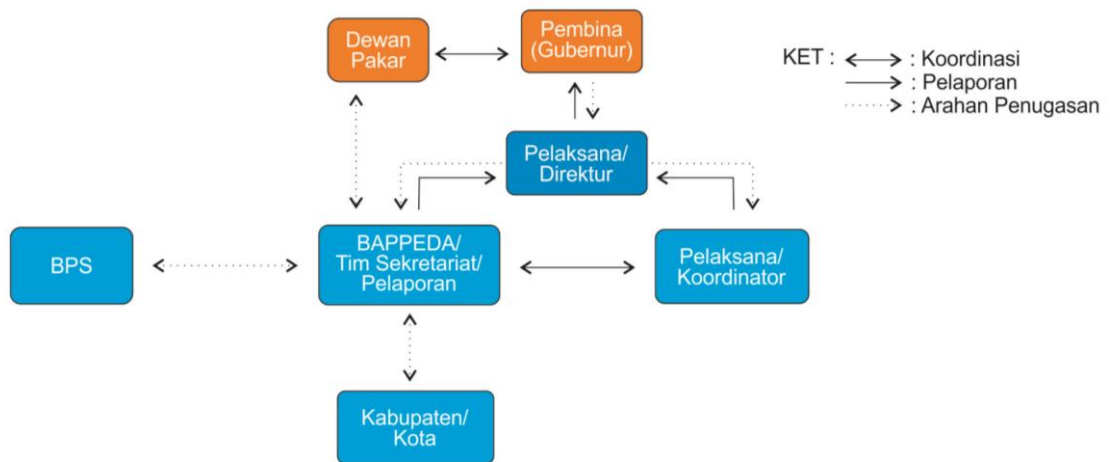 Dewan
Pakar
Pembina
(Gubernur)
KET :
: Koordinasi
: Pelaporan
: Arahan Penugasan
Pelaksana/
Direktur
BPS
BAPPEDA/
Tim Sekretariat/
Pelaporan
Pelaksana/
Koordinator
Kabupaten/
Kota